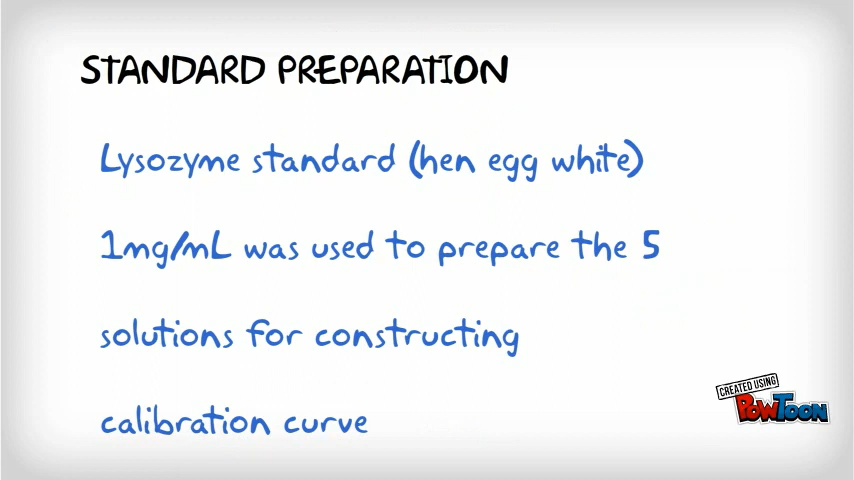 STANDARD PREPARATION
Lysozyme standard (hen egg white)
1mg/mL was used to prepare the 5
solutions for constructing
calibration curve
CREATED USING
POWTOON